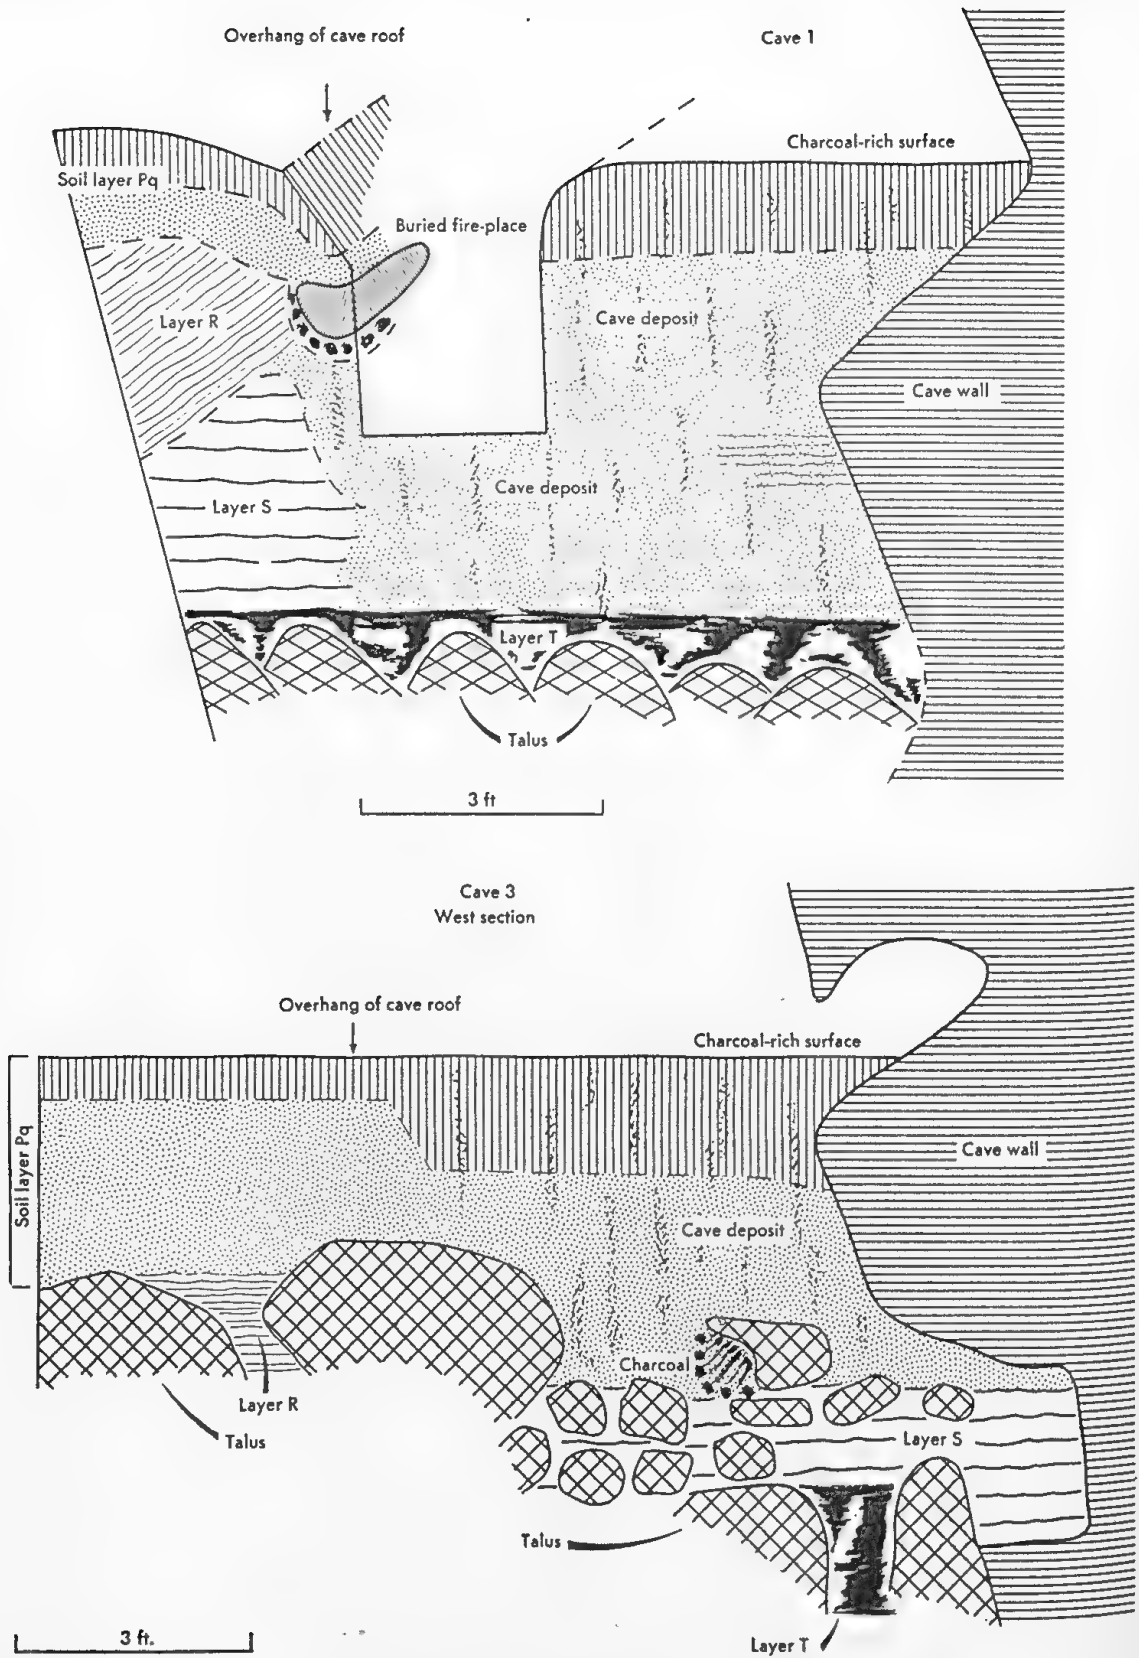 Overhang of cave roof
Cave 1
Charcoal-rich surface
Soil layer Pq
Buried fire-place
Layer R
Cave deposit
Cave wall
Cave deposit
Layer S
Layer T
Talus
3 ft
Cave 3
West section
Overhang of cave roof
Charcoal-rich surface
Soil layer Pq
Cave wall
Cave deposit
Charcoal
Layer R
Talus
Layer S
Talus
3 ft.
Layer T